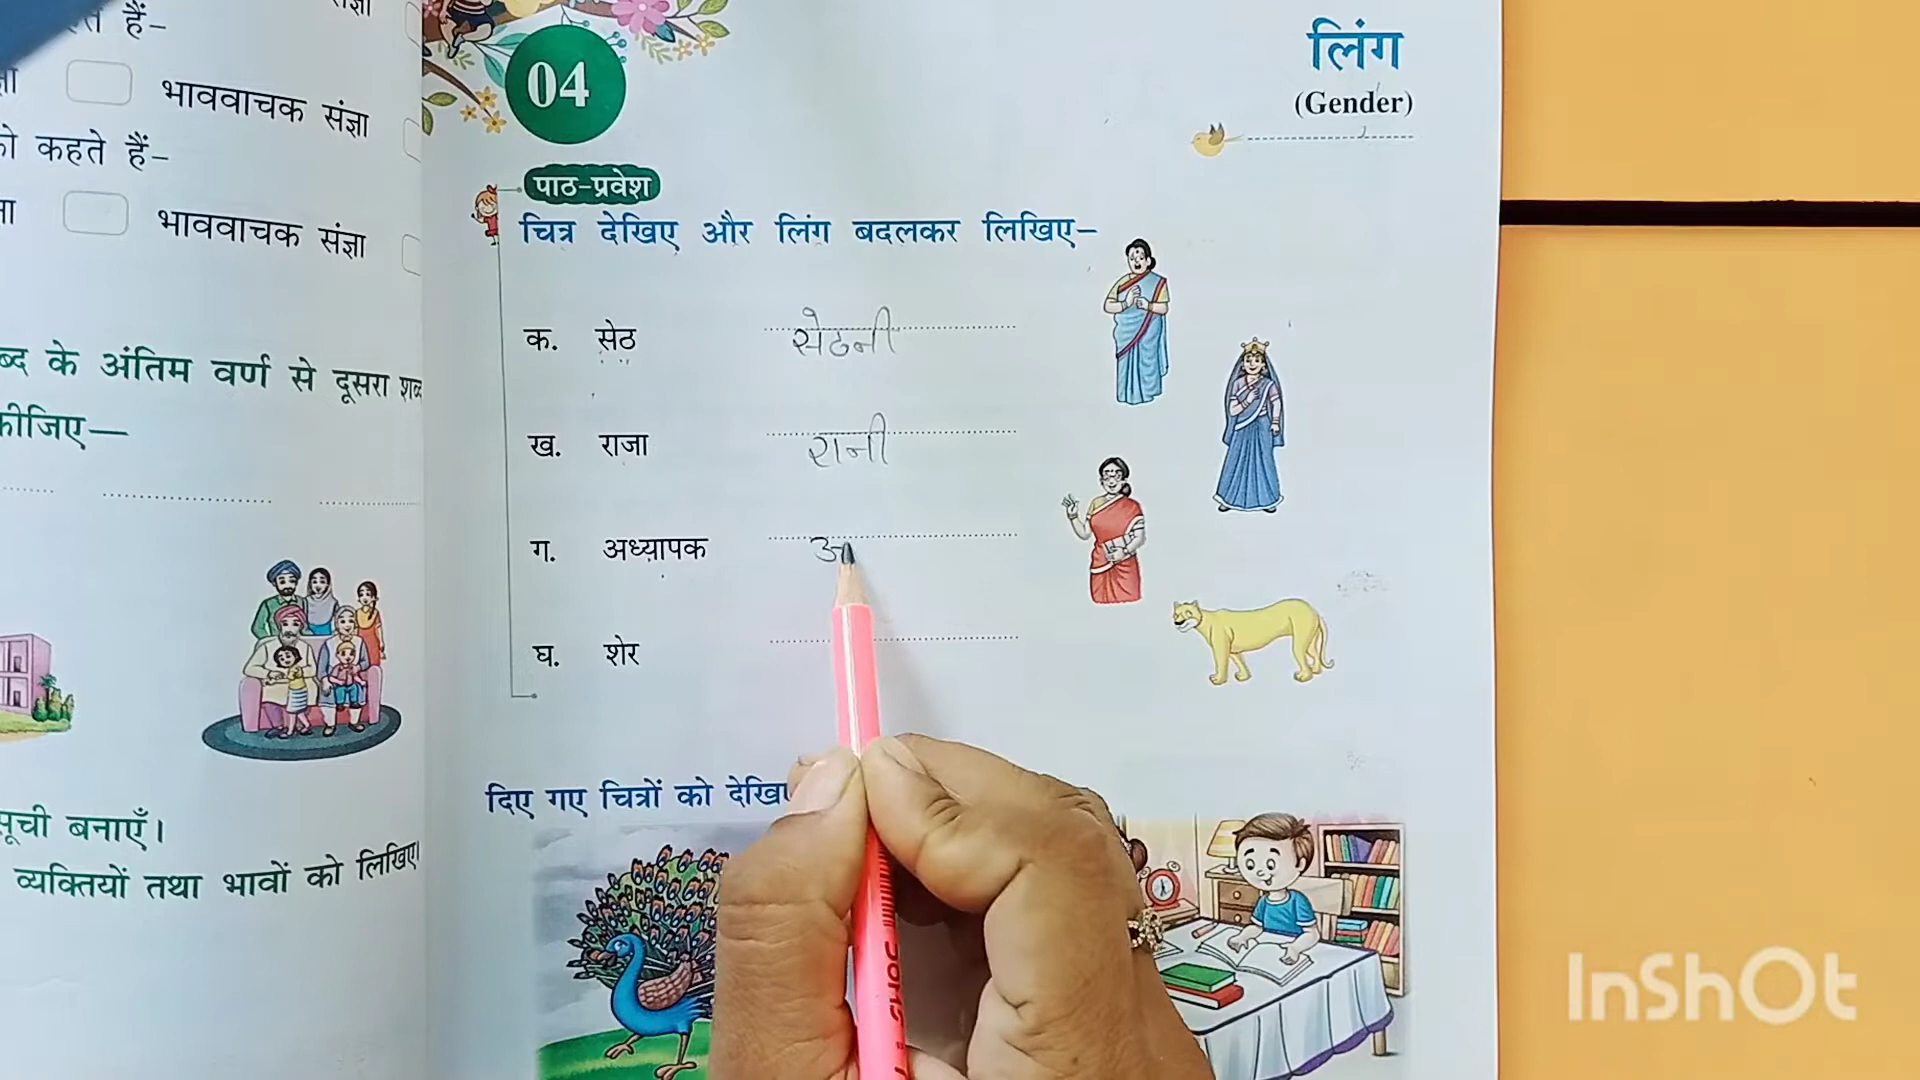 हैं-
संज्ञा
भाववाचक संज्ञा
को कहते हैं-
भाववाचक संज्ञा
के अंतिम वर्ण से दूसरा
कीजिए—
सूची बनाएँ।
व्यक्तियों तथा भावों को लिखिए।
04
लिंग
(Gender)
पाठ-प्रवेश
चित्र देखिए और लिंग बदलकर लिखिए-
क. सेठ सेठनी
ख. राजा रानी
ग. अध्यापक अ
घ. शेर
दिए गए चित्रों को
InShOt